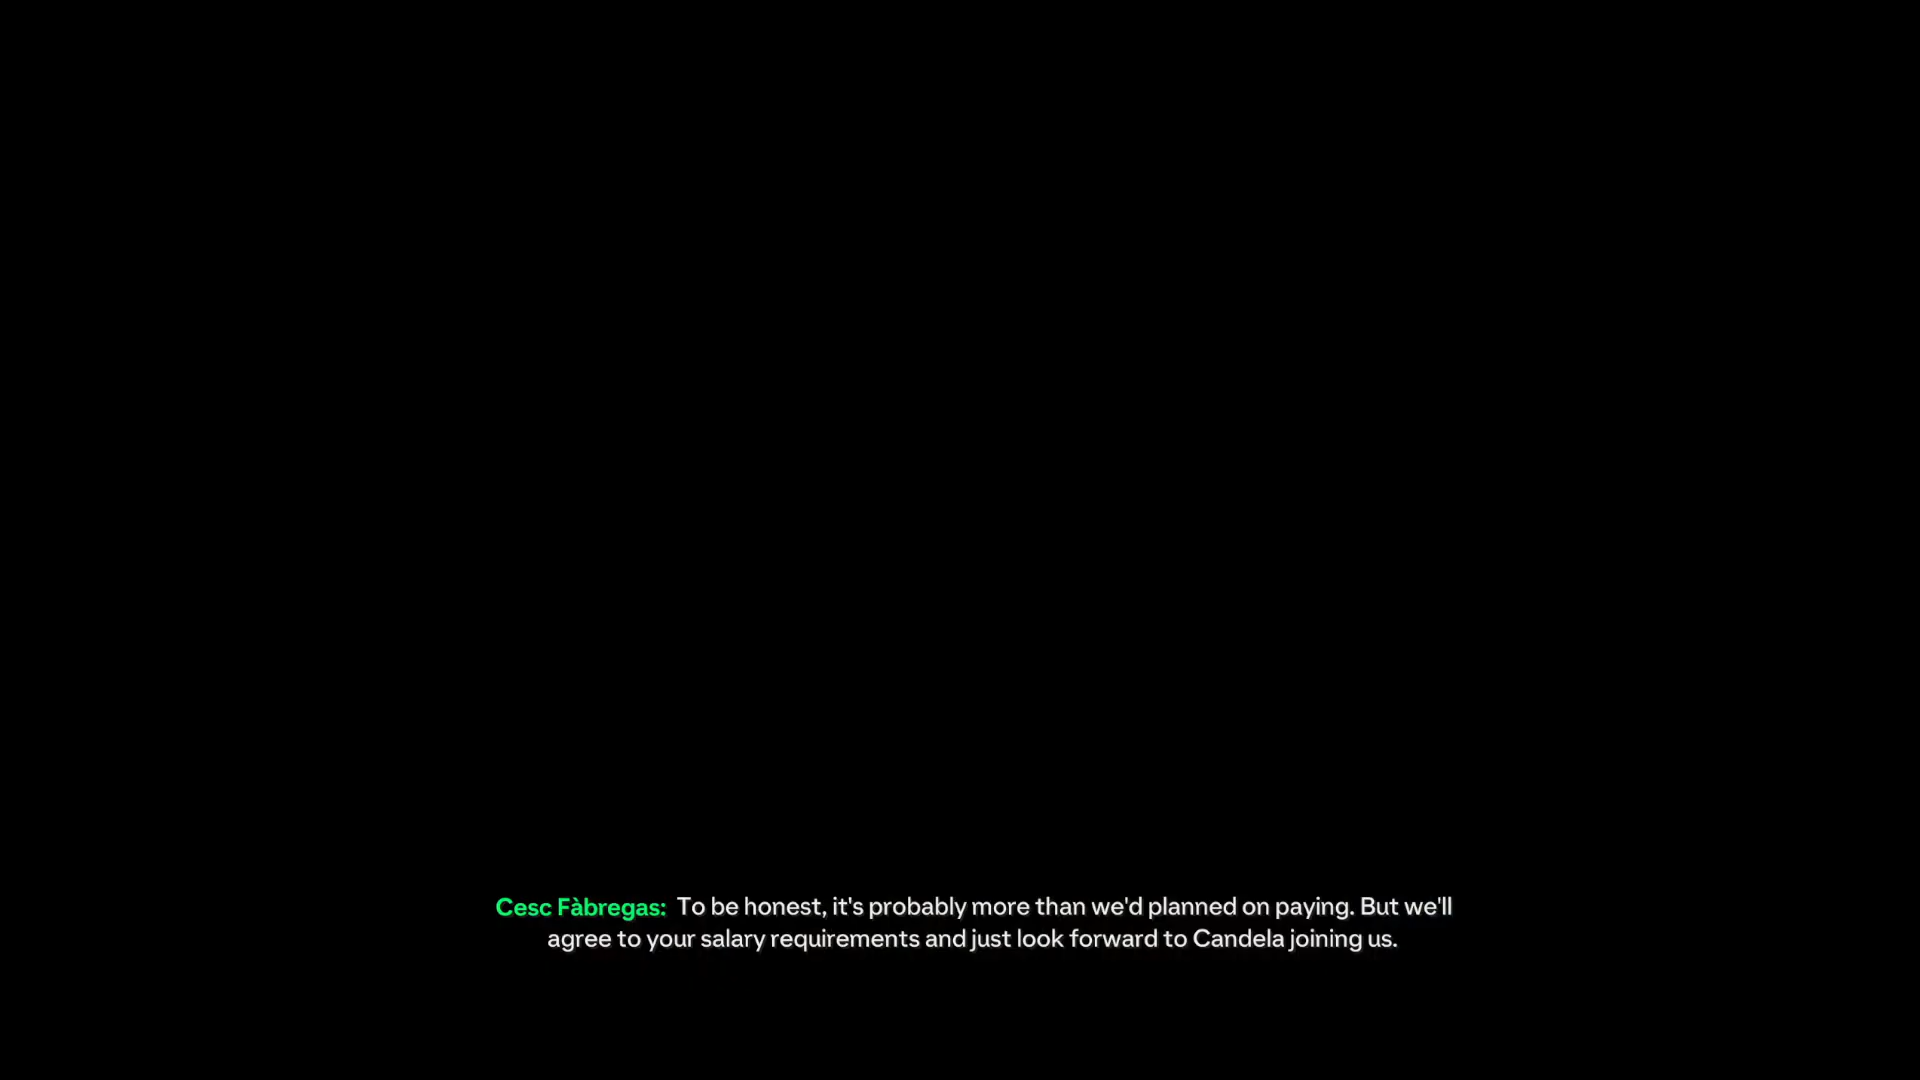 Cesc Fàbregas: To be honest, it's probably more than we'd planned on paying. But we'll
agree to your salary requirements and just look forward to Candela joining us.